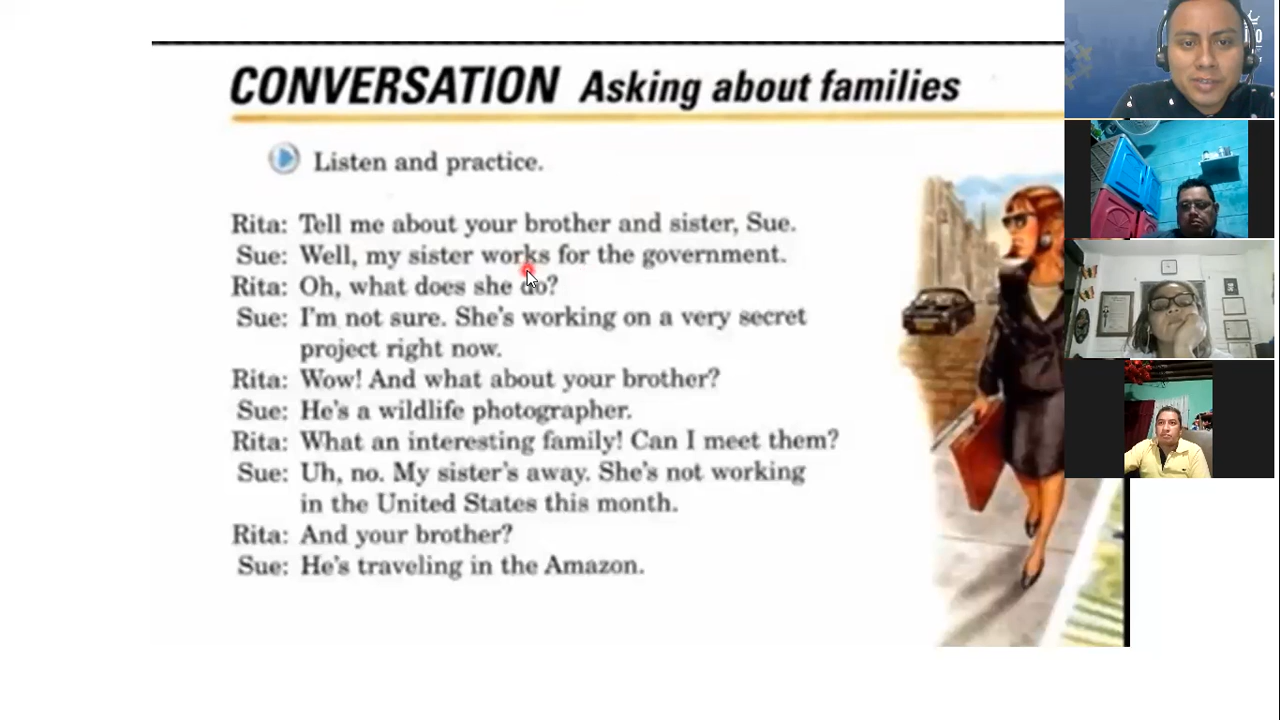 CONVERSATION Asking about families
Listen and practice.
Rita: Tell me about your brother and sister, Sue.
Sue: Well, my sister works for the government.
Rita: Oh, what does she do?
Sue: I'm not sure. She's working on a very secret
project right now.
Rita: Wow! And what about your brother?
Sue: He's a wildlife photographer.
Rita: What an interesting family! Can I meet them?
Sue: Uh, no. My sister's away. She's not working
in the United States this month.
Rita: And your brother?
Sue: He's traveling in the Amazon.